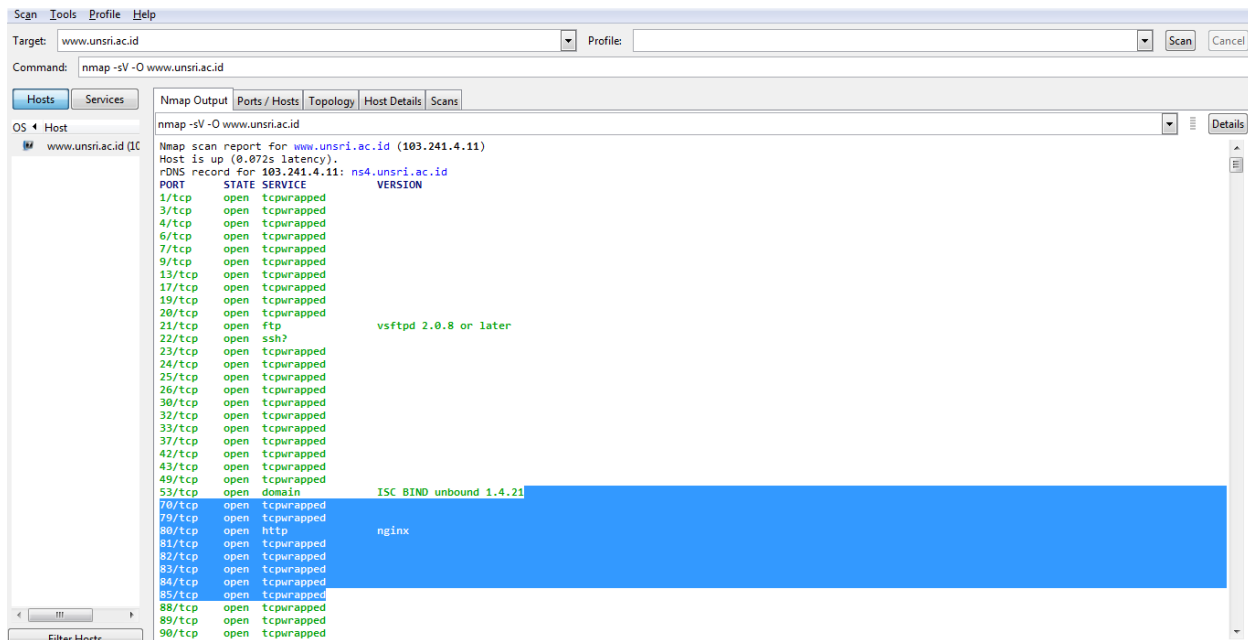 Scan Tools Profile Help
Target: www.unsri.ac.id Profile: Scan Cancel
Command: nmap -sV -O www.unsri.ac.id
Hosts Services Nmap Output Ports / Hosts Topology Host Details Scans
OS Host nmap -sV -O www.unsri.ac.id Details
www.unsri.ac.id (10
Nmap scan report for www.unsri.ac.id (103.241.4.11)
Host is up (0.072s latency).
rDNS record for 103.241.4.11: ns4.unsri.ac.id
PORT STATE SERVICE VERSION
1/tcp open tcpwrapped
3/tcp open tcpwrapped
4/tcp open tcpwrapped
6/tcp open tcpwrapped
7/tcp open tcpwrapped
9/tcp open tcpwrapped
13/tcp open tcpwrapped
17/tcp open tcpwrapped
19/tcp open tcpwrapped
20/tcp open tcpwrapped
21/tcp open ftp vsftpd 2.0.8 or later
22/tcp open ssh?
23/tcp open tcpwrapped
24/tcp open tcpwrapped
25/tcp open tcpwrapped
26/tcp open tcpwrapped
30/tcp open tcpwrapped
32/tcp open tcpwrapped
33/tcp open tcpwrapped
37/tcp open tcpwrapped
42/tcp open tcpwrapped
43/tcp open tcpwrapped
49/tcp open tcpwrapped
53/tcp open domain ISC BIND unbound 1.4.21
70/tcp open tcpwrapped
79/tcp open tcpwrapped
80/tcp open http nginx
81/tcp open tcpwrapped
82/tcp open tcpwrapped
83/tcp open tcpwrapped
84/tcp open tcpwrapped
85/tcp open tcpwrapped
88/tcp open tcpwrapped
89/tcp open tcpwrapped
90/tcp open tcpwrapped
Filter Hosts